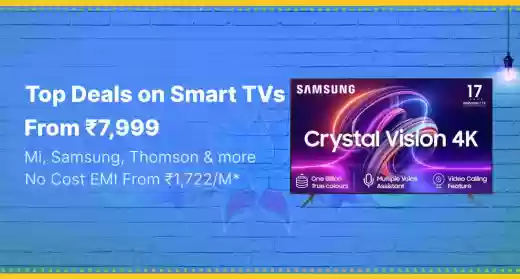 Top Deals on Smart TVs
From ₹7,999
Mi, Samsung, Thomson & more
No Cost EMI From ₹1,722/M*
SAMSUNG
17
Crystal Vision 4K
One Billion
True colours
Multiple Voice
Assistant
Video Calling
Feature